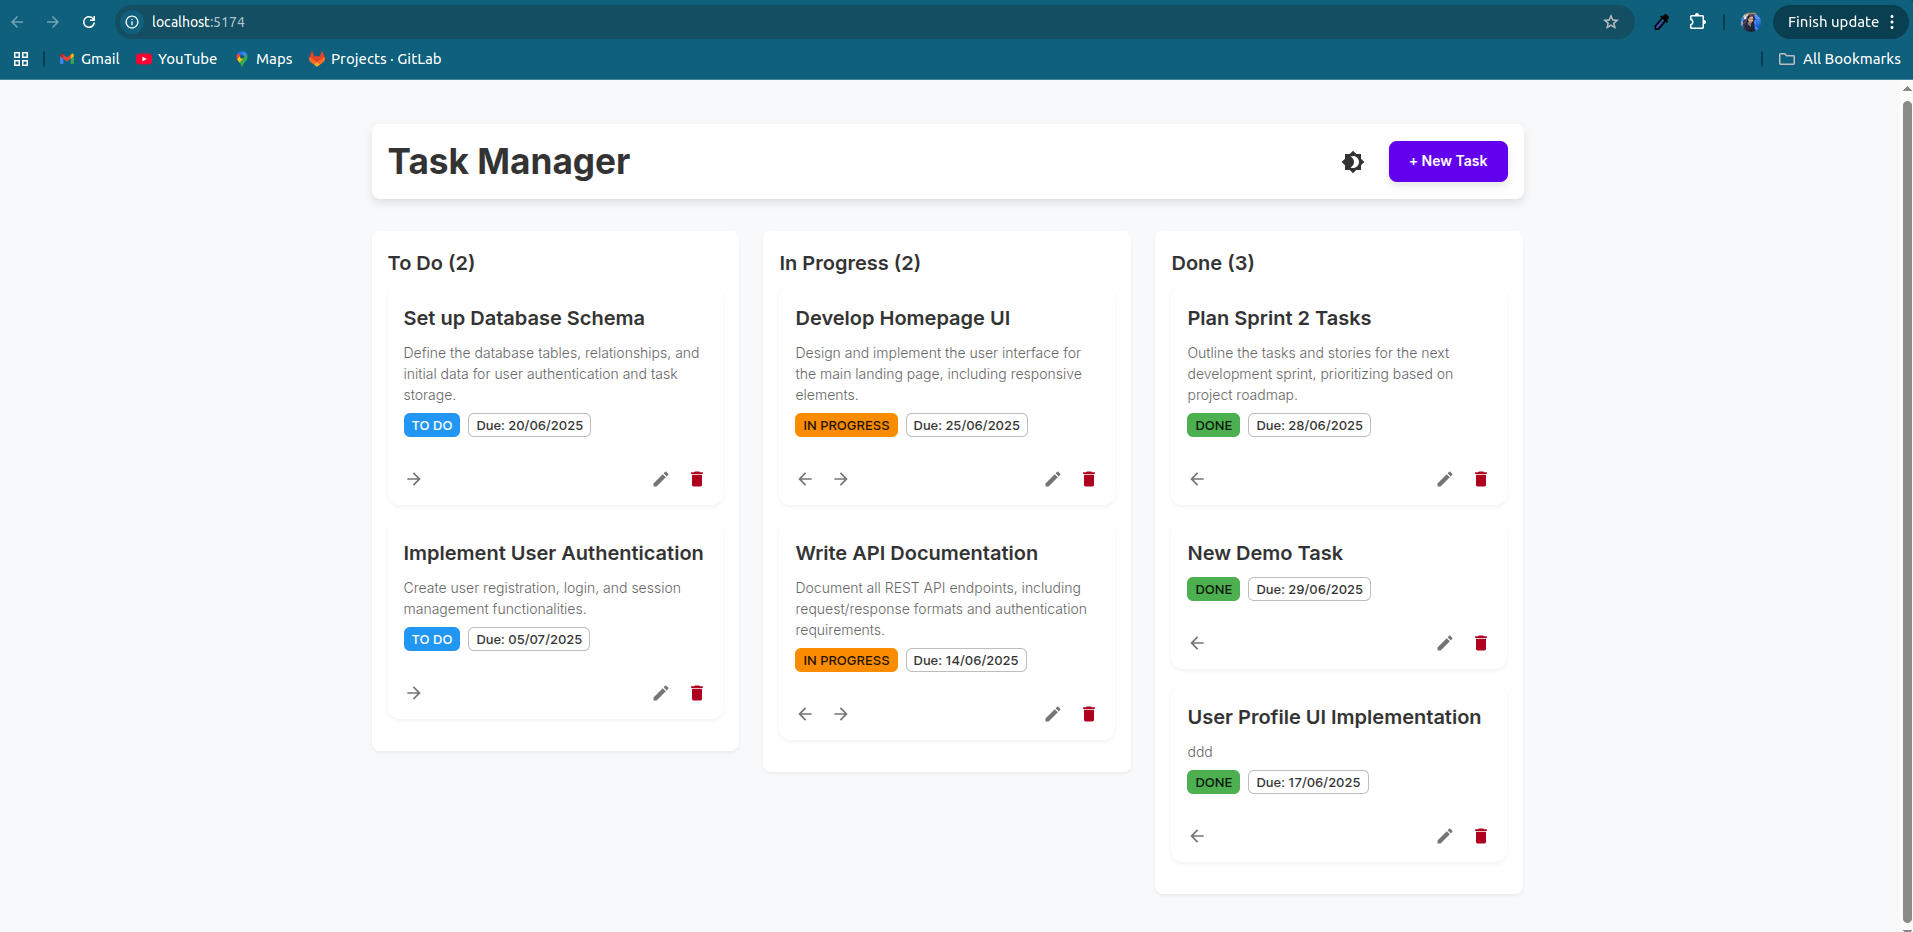 localhost:5174
Finish update
Gmail
YouTube
Maps
Projects · GitLab
All Bookmarks
Task Manager
+ New Task
To Do (2)
Set up Database Schema
Define the database tables, relationships, and
initial data for user authentication and task
storage.
TO DO
Due: 20/06/2025
Implement User Authentication
Create user registration, login, and session
management functionalities.
TO DO
Due: 05/07/2025
In Progress (2)
Develop Homepage UI
Design and implement the user interface for
the main landing page, including responsive
elements.
IN PROGRESS
Due: 25/06/2025
Write API Documentation
Document all REST API endpoints, including
request/response formats and authentication
requirements.
IN PROGRESS
Due: 14/06/2025
Done (3)
Plan Sprint 2 Tasks
Outline the tasks and stories for the next
development sprint, prioritizing based on
project roadmap.
DONE
Due: 28/06/2025
New Demo Task
DONE
Due: 29/06/2025
User Profile UI Implementation
ddd
DONE
Due: 17/06/2025